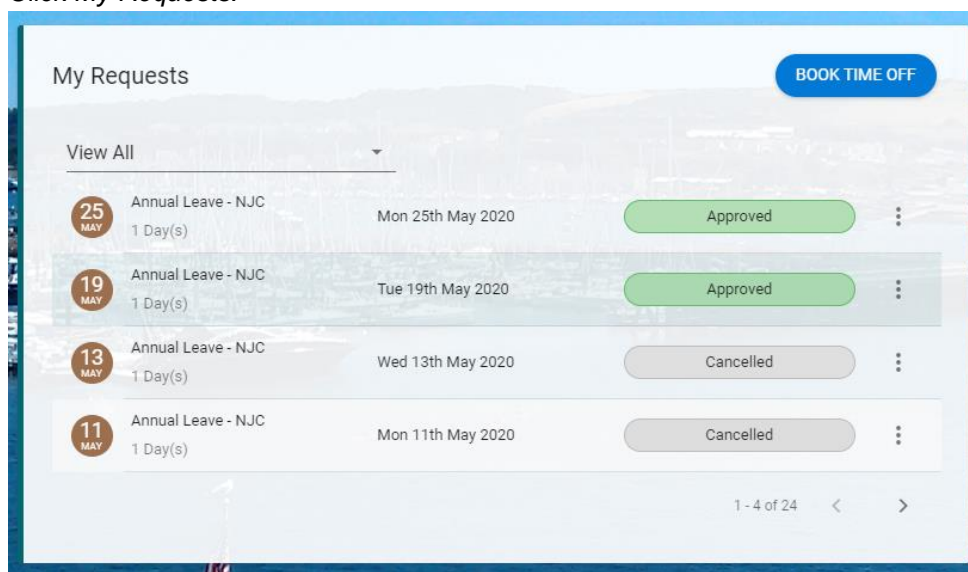 Click My Requests.
My Requests
BOOK TIME OFF
View All
25
MAY
Annual Leave - NJC
1 Day(s)
Mon 25th May 2020
Approved
19
MAY
Annual Leave - NJC
1 Day(s)
Tue 19th May 2020
Approved
13
MAY
Annual Leave - NJC
1 Day(s)
Wed 13th May 2020
Cancelled
11
MAY
Annual Leave - NJC
1 Day(s)
Mon 11th May 2020
Cancelled
1 - 4 of 24